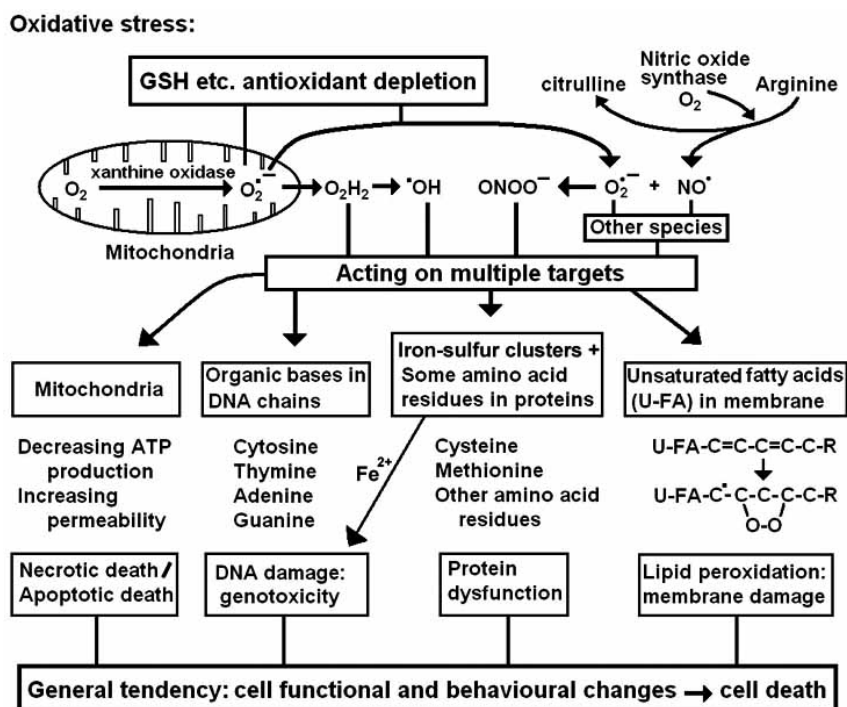 Oxidative stress:
GSH etc. antioxidant depletion
citrulline
Nitric oxide
synthase
O₂
Arginine
xanthine oxidase
O₂
O₂•−
O₂H₂
•OH
ONOO−
O₂•−
+
NO•
Mitochondria
Other species
Acting on multiple targets
Mitochondria
Organic bases in
DNA chains
Iron-sulfur clusters +
Some amino acid
residues in proteins
Unsaturated fatty acids
(U-FA) in membrane
Decreasing ATP
production
Increasing
permeability
Cytosine
Thymine
Adenine
Guanine
Fe²⁺
Cysteine
Methionine
Other amino acid
residues
U-FA-C=C-C=C-C-R
U-FA-C•-C-C-C-C-R
O-O
Necrotic death/
Apoptotic death
DNA damage:
genotoxicity
Protein
dysfunction
Lipid peroxidation:
membrane damage
General tendency: cell functional and behavioural changes → cell death